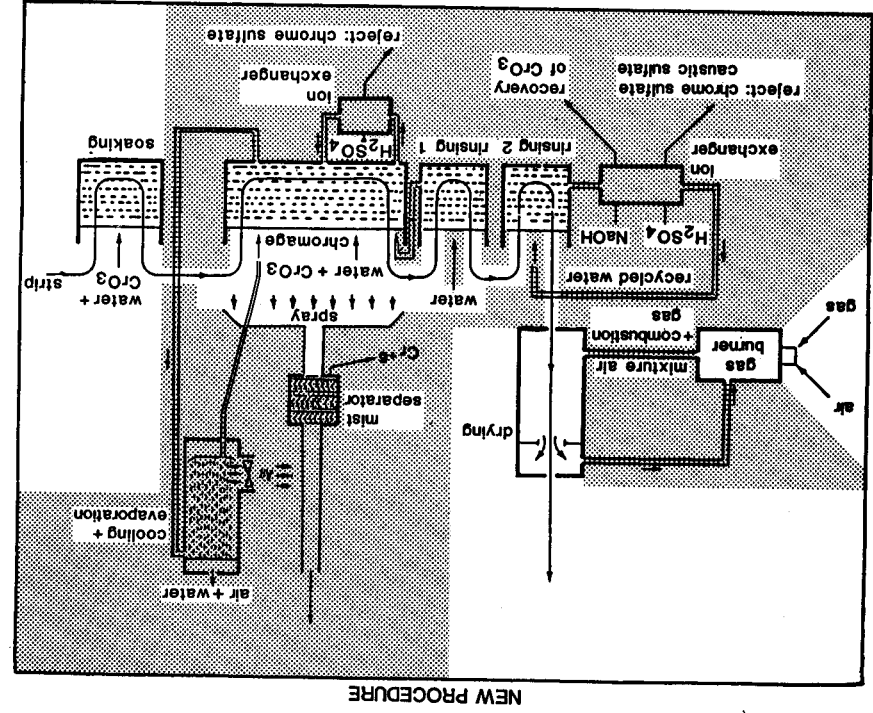 NEW PROCEDURE
air + water
cooling +
evaporation
Air
drying
mist
separator
Cr+6
air
gas
gas
burner
mixture air
+combustion
gas
spray
recycled water
water
water + CrO3
chromage
water +
CrO3
strip
H2SO4
NaOH
ion
exchanger
rinsing 2
rinsing 1
H2SO4
ion
exchanger
soaking
reject: chrome sulfate
caustic sulfate
recovery
of CrO3
reject: chrome sulfate